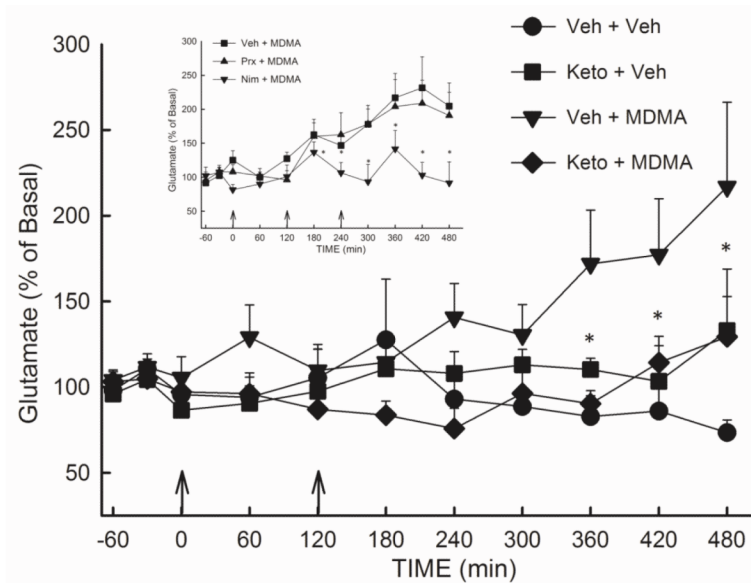 Veh + Veh
Keto + Veh
Veh + MDMA
Keto + MDMA
Glutamate (% of Basal)
300
250
200
150
100
50
-60 0 60 120 180 240 300 360 420 480
TIME (min)
* * *
Veh + MDMA
Prx + MDMA
Nim + MDMA
Glutamate (% of Basal)
300
250
200
150
100
50
* * * * * *
-60 0 60 120 180 240 300 360 420 480
TIME (min)